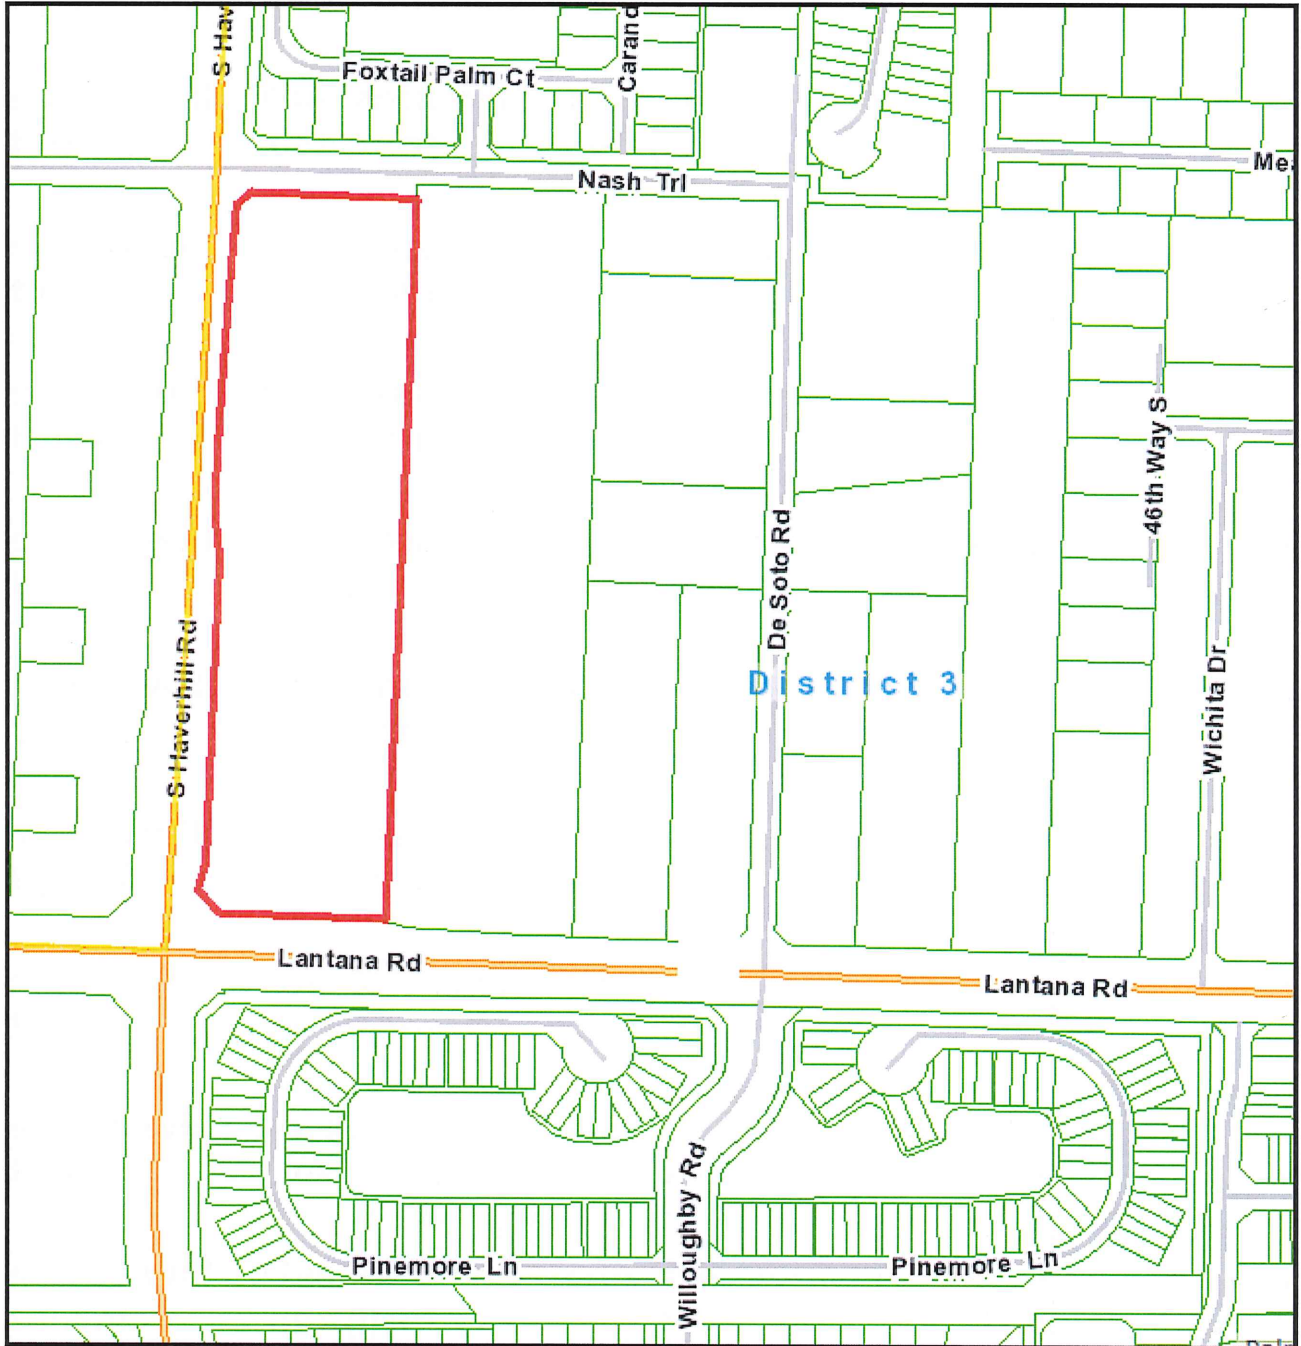 S Hav
Foxtail Palm Ct
Carand
Nash Trl
Me
46th Way S
De Soto Rd
S Haverhill Rd
District 3
Wichita Dr
Lantana Rd
Lantana Rd
Willoughby Rd
Pinemore Ln
Pinemore Ln